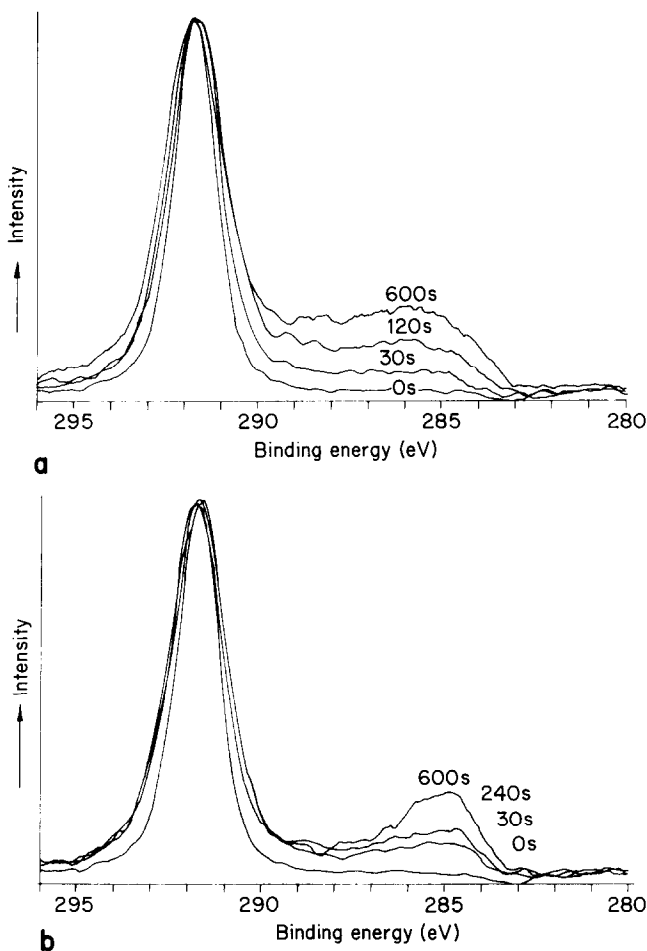 Intensity
600s
120s
30s
0s
295
290
285
280
Binding energy (eV)
a
Intensity
600s
240s
30s
0s
295
290
285
280
Binding energy (eV)
b